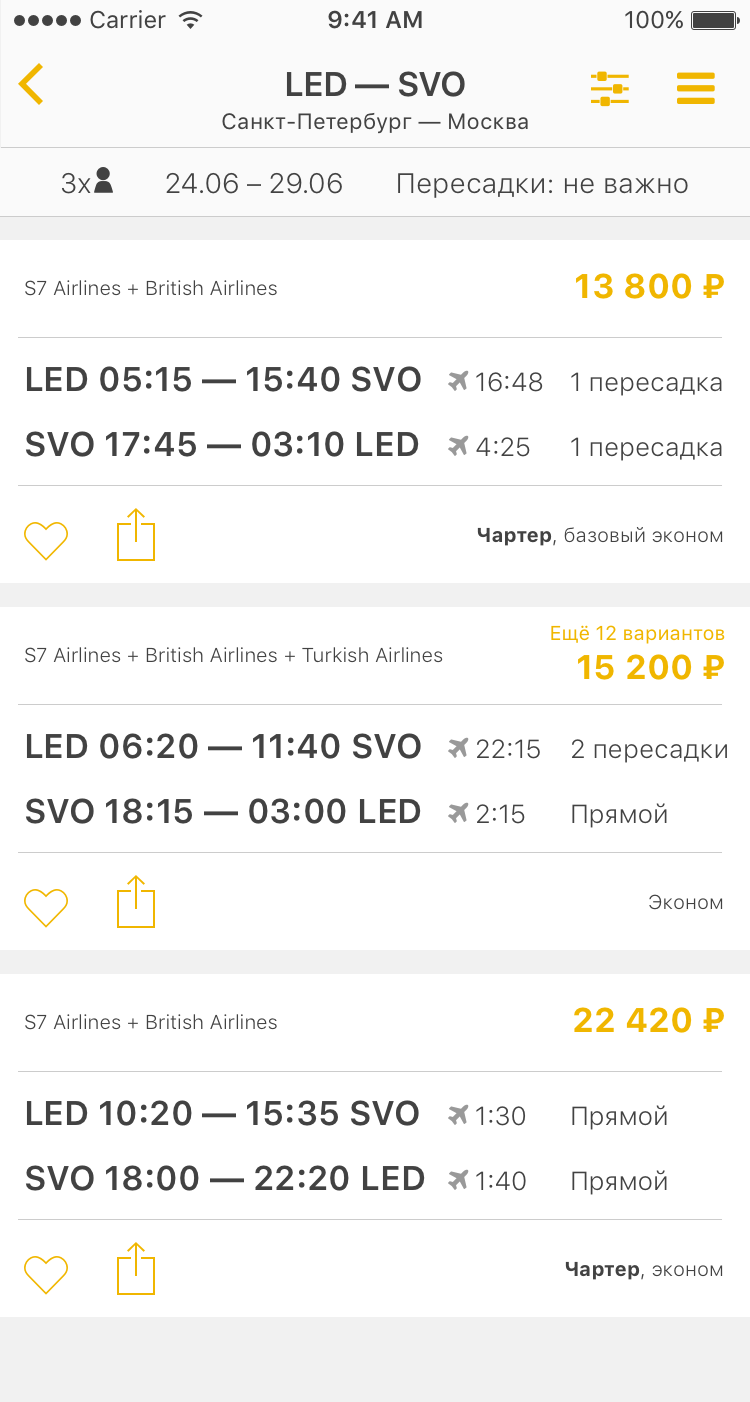 Carrier 9:41 AM 100%
LED — SVO
Санкт-Петербург — Москва
3x 24.06 – 29.06 Пересадки: не важно
S7 Airlines + British Airlines 13 800 ₽
LED 05:15 — 15:40 SVO 16:48 1 пересадка
SVO 17:45 — 03:10 LED 4:25 1 пересадка
Чартер, базовый эконом
Ещё 12 вариантов
S7 Airlines + British Airlines + Turkish Airlines 15 200 ₽
LED 06:20 — 11:40 SVO 22:15 2 пересадки
SVO 18:15 — 03:00 LED 2:15 Прямой
Эконом
S7 Airlines + British Airlines 22 420 ₽
LED 10:20 — 15:35 SVO 1:30 Прямой
SVO 18:00 — 22:20 LED 1:40 Прямой
Чартер, эконом